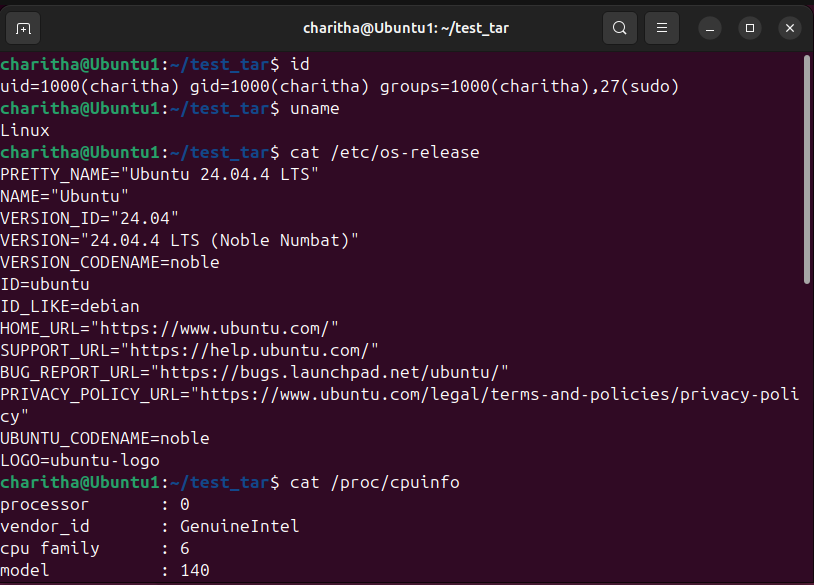 charitha@Ubuntu1: ~/test_tar
charitha@Ubuntu1:~/test_tar$ id
uid=1000(charitha) gid=1000(charitha) groups=1000(charitha),27(sudo)
charitha@Ubuntu1:~/test_tar$ uname
Linux
charitha@Ubuntu1:~/test_tar$ cat /etc/os-release
PRETTY_NAME="Ubuntu 24.04.4 LTS"
NAME="Ubuntu"
VERSION_ID="24.04"
VERSION="24.04.4 LTS (Noble Numbat)"
VERSION_CODENAME=noble
ID=ubuntu
ID_LIKE=debian
HOME_URL="https://www.ubuntu.com/"
SUPPORT_URL="https://help.ubuntu.com/"
BUG_REPORT_URL="https://bugs.launchpad.net/ubuntu/"
PRIVACY_POLICY_URL="https://www.ubuntu.com/legal/terms-and-policies/privacy-poli
cy"
UBUNTU_CODENAME=noble
LOGO=ubuntu-logo
charitha@Ubuntu1:~/test_tar$ cat /proc/cpuinfo
processor       : 0
vendor_id       : GenuineIntel
cpu family      : 6
model           : 140